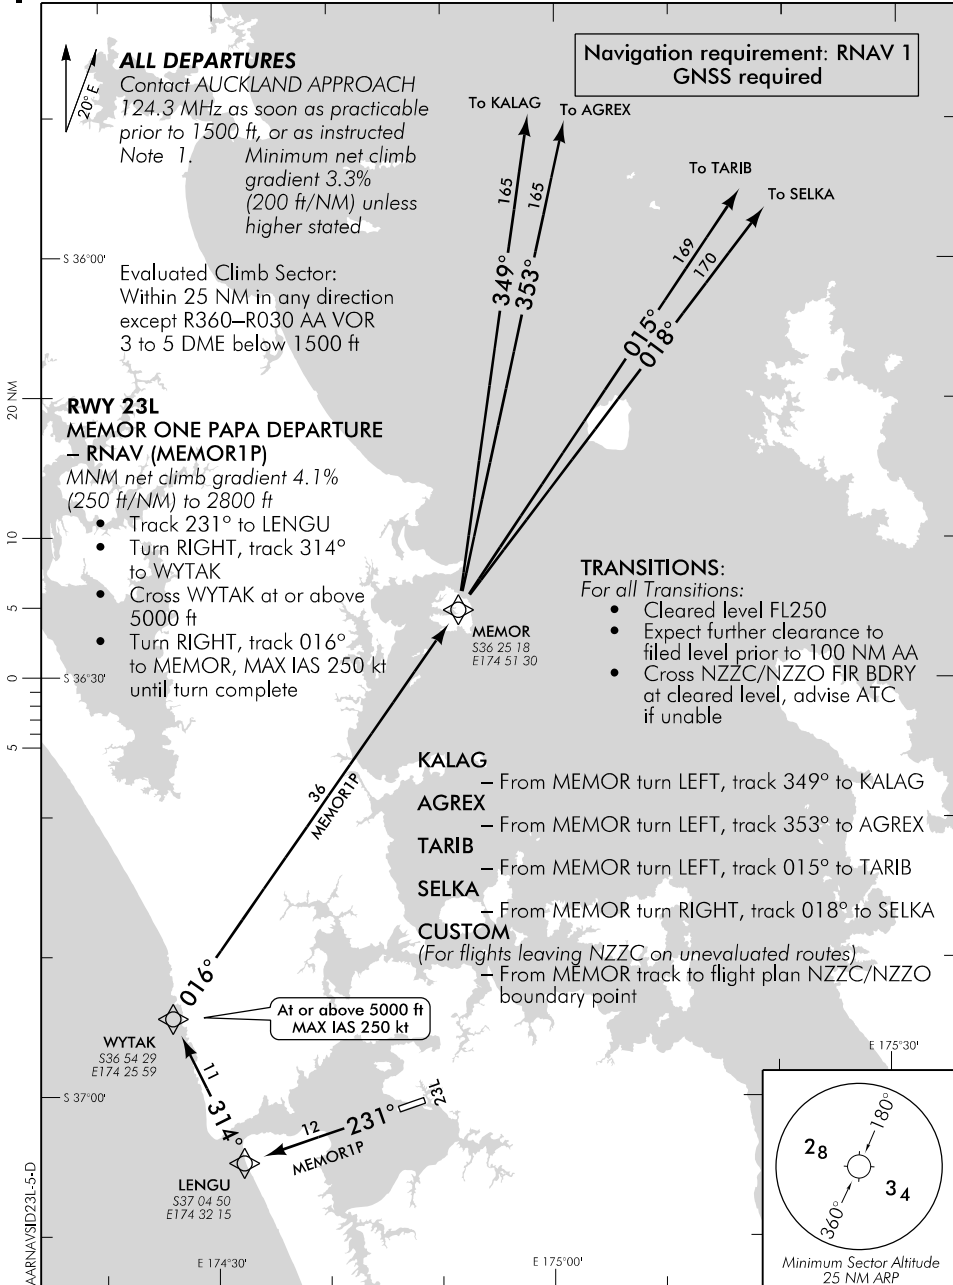 ALL DEPARTURES
Contact AUCKLAND APPROACH
124.3 MHz as soon as practicable
prior to 1500 ft, or as instructed
Note 1. Minimum net climb
gradient 3.3%
(200 ft/NM) unless
higher stated
20° E
Navigation requirement: RNAV 1
GNSS required
To KALAG
To AGREX
To TARIB
To SELKA
165
165
169
170
349°
353°
015°
018°
S 36°00'
Evaluated Climb Sector:
Within 25 NM in any direction
except R360–R030 AA VOR
3 to 5 DME below 1500 ft
20 NM
10
5
0
5
RWY 23L
MEMOR ONE PAPA DEPARTURE
– RNAV (MEMOR1P)
MNM net climb gradient 4.1%
(250 ft/NM) to 2800 ft
• Track 231° to LENGU
• Turn RIGHT, track 314°
to WYTAK
• Cross WYTAK at or above
5000 ft
• Turn RIGHT, track 016°
to MEMOR, MAX IAS 250 kt
until turn complete
S 36°30'
MEMOR
S36 25 18
E174 51 30
TRANSITIONS:
For all Transitions:
• Cleared level FL250
• Expect further clearance to
filed level prior to 100 NM AA
• Cross NZZC/NZZO FIR BDRY
at cleared level, advise ATC
if unable
KALAG
– From MEMOR turn LEFT, track 349° to KALAG
AGREX
– From MEMOR turn LEFT, track 353° to AGREX
TARIB
– From MEMOR turn LEFT, track 015° to TARIB
SELKA
– From MEMOR turn RIGHT, track 018° to SELKA
CUSTOM
(For flights leaving NZZC on unevaluated routes)
– From MEMOR track to flight plan NZZC/NZZO
boundary point
36
MEMOR1P
016°
At or above 5000 ft
MAX IAS 250 kt
WYTAK
S36 54 29
E174 25 59
11
314°
S 37°00'
12
231°
23L
MEMOR1P
LENGU
S37 04 50
E174 32 15
E 174°30'
E 175°00'
E 175°30'
180°
28
34
360°
Minimum Sector Altitude
25 NM ARP
AARNAVSID23L-5-D